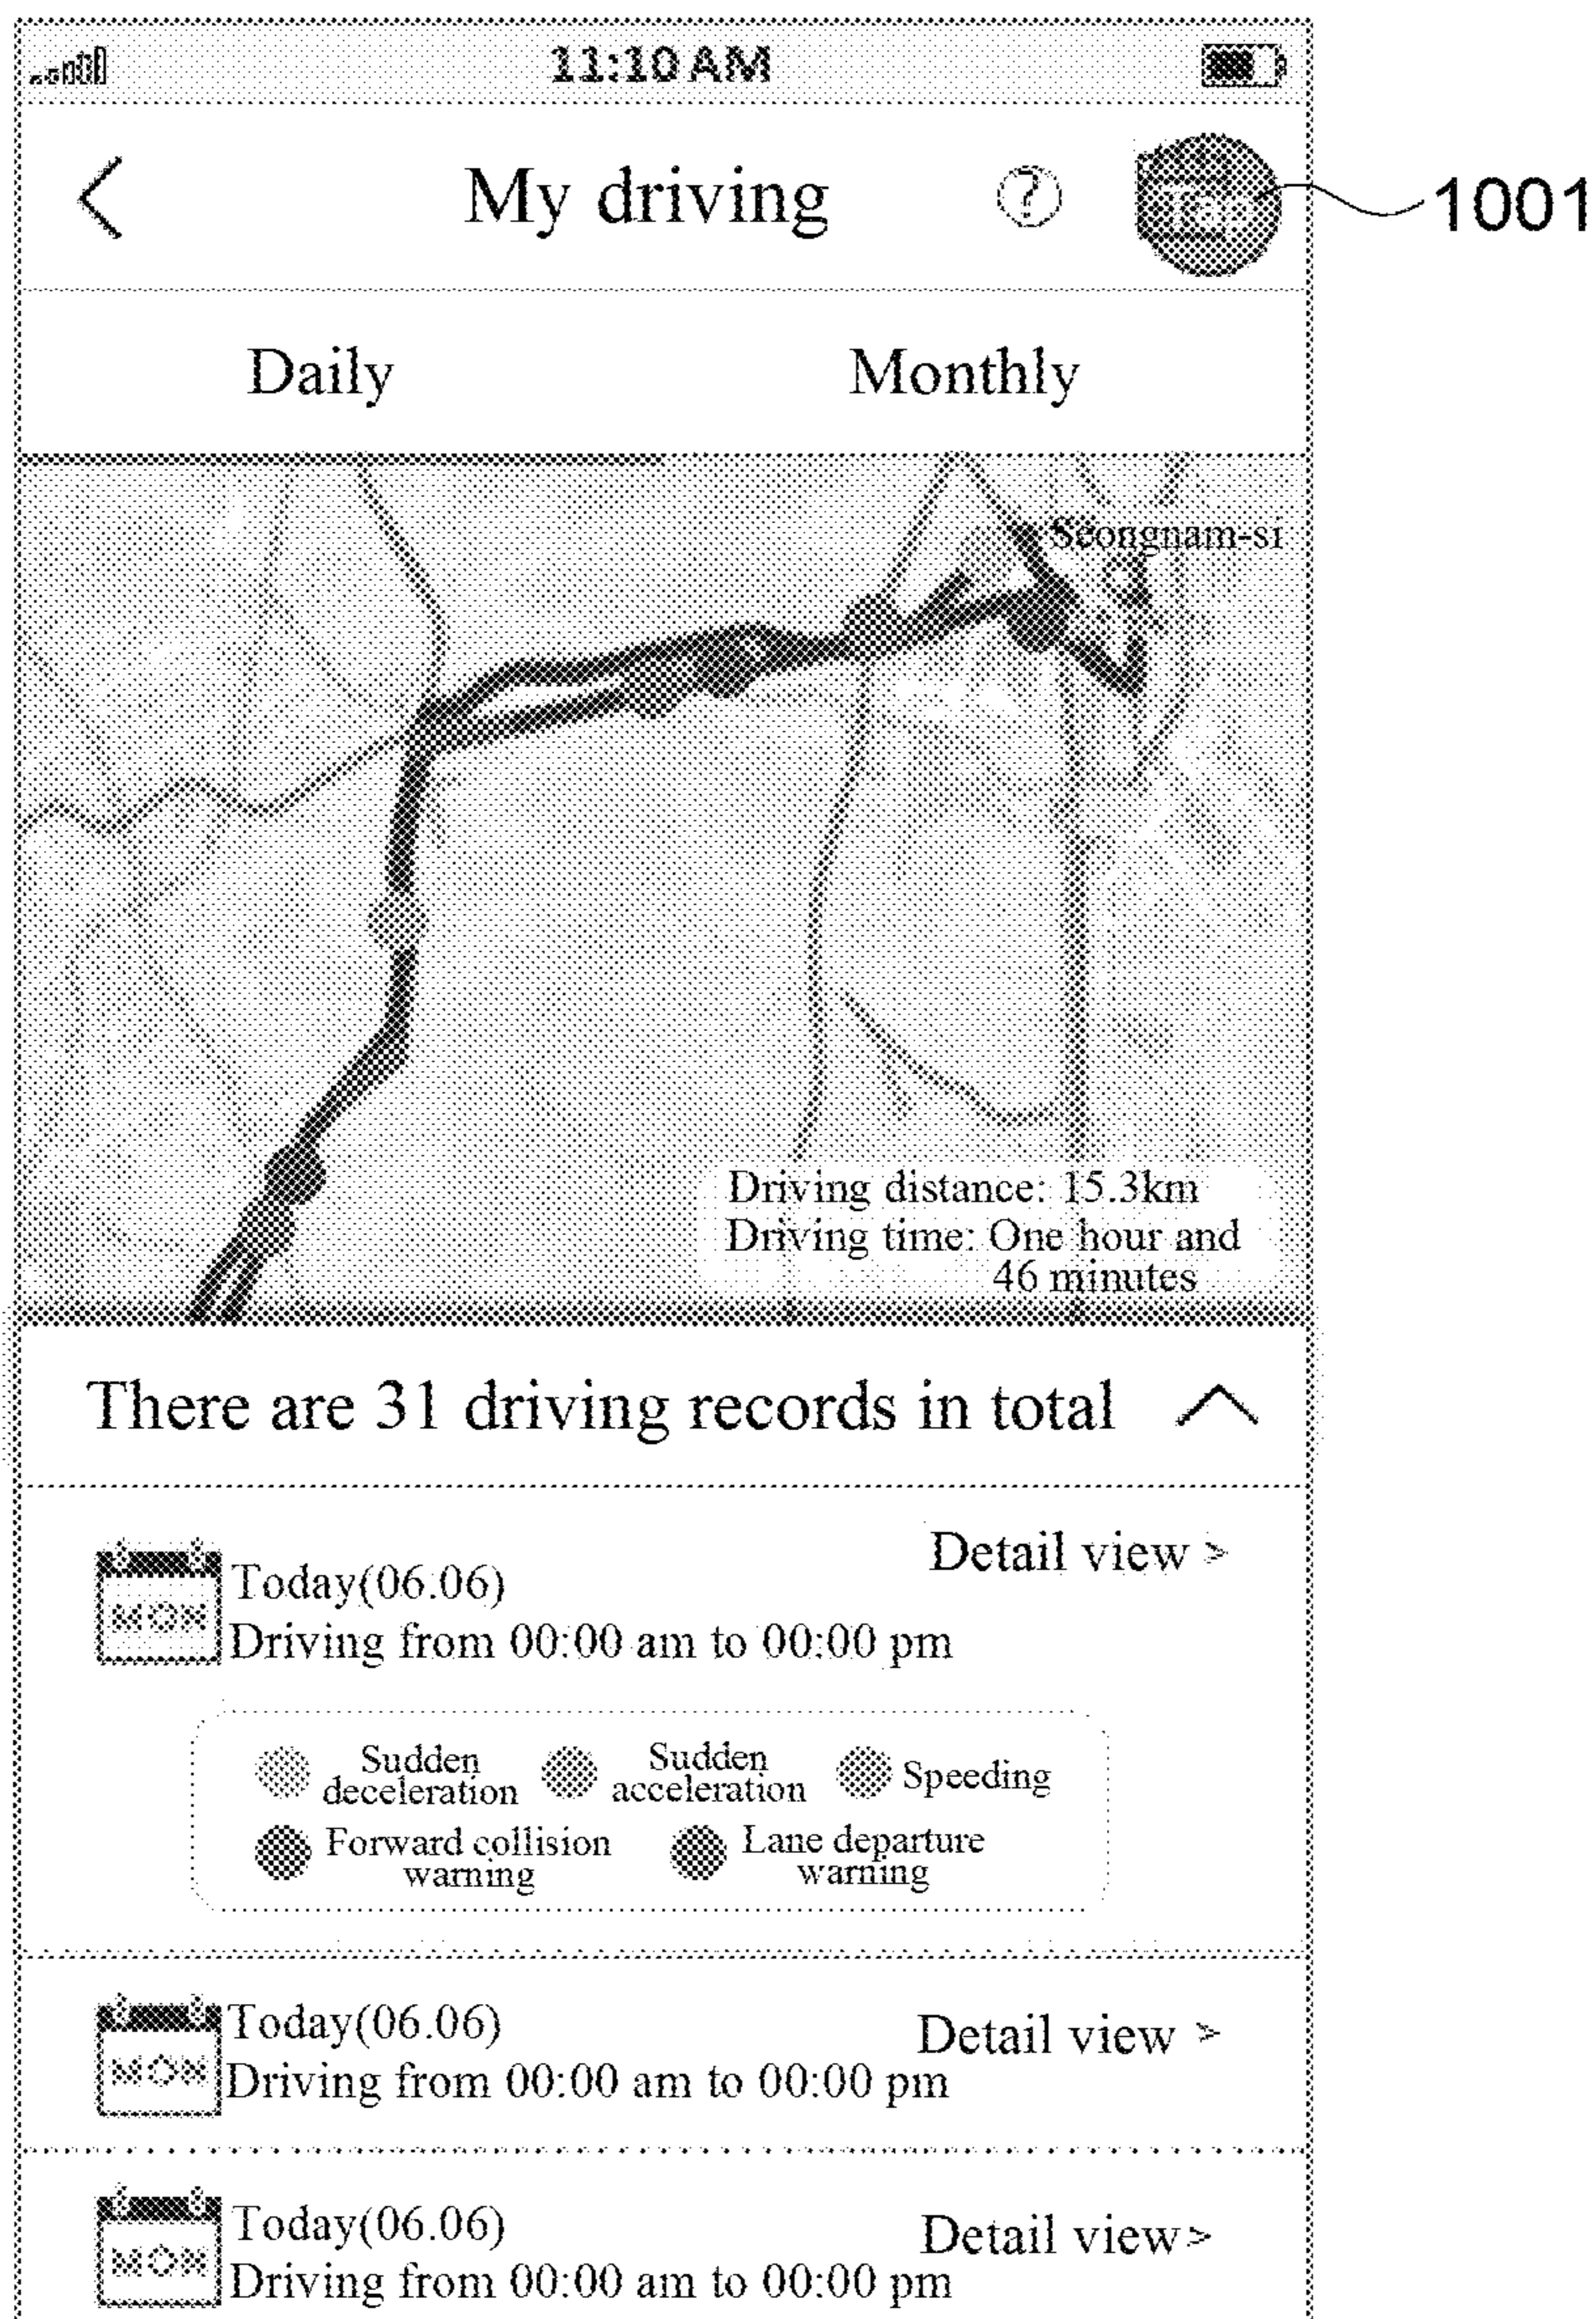 11:10 AM
My driving
?
Tap
1001
Daily
Monthly
Seongnam-si
Driving distance: 15.3km
Driving time: One hour and
46 minutes
There are 31 driving records in total
Detail view >
MON
Today(06.06)
Driving from 00:00 am to 00:00 pm
Sudden
deceleration
Sudden
acceleration
Speeding
Forward collision
warning
Lane departure
warning
MON
Today(06.06)
Driving from 00:00 am to 00:00 pm
Detail view >
MON
Today(06.06)
Driving from 00:00 am to 00:00 pm
Detail view>